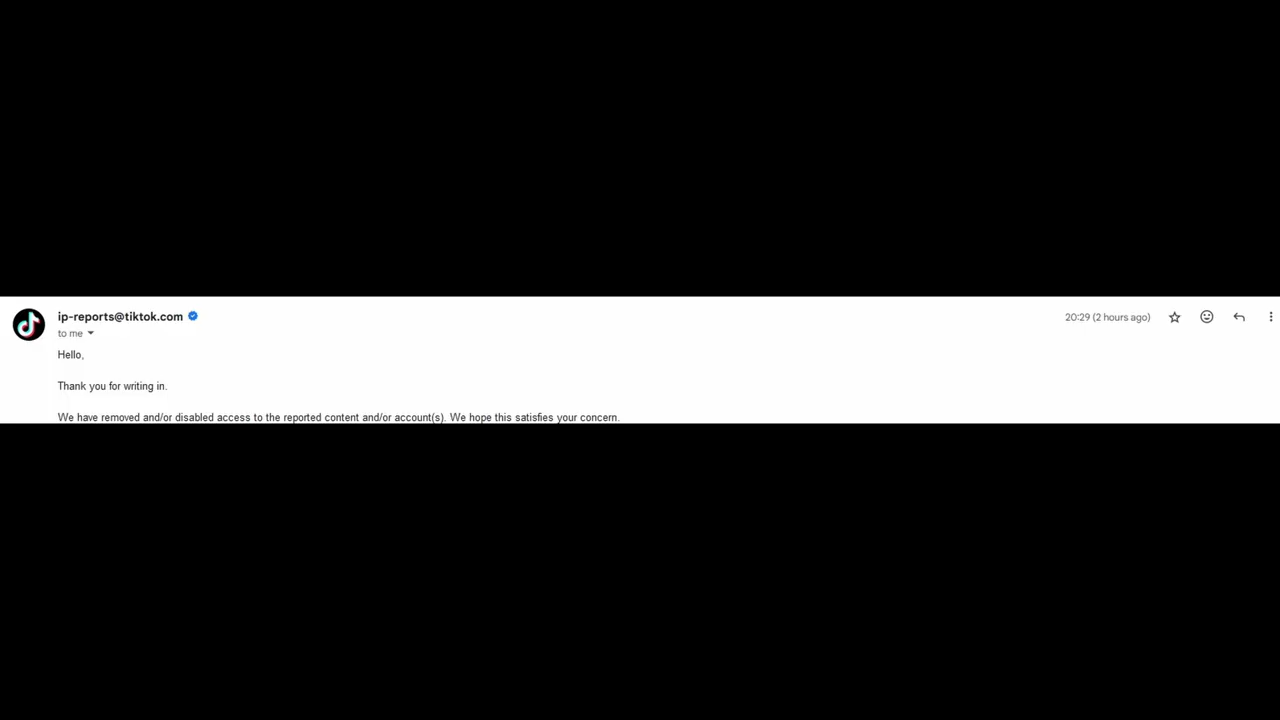 ip-reports@tiktok.com
20:29 (2 hours ago)
to me
Hello,
Thank you for writing in.
We have removed and/or disabled access to the reported content and/or account(s). We hope this satisfies your concern.